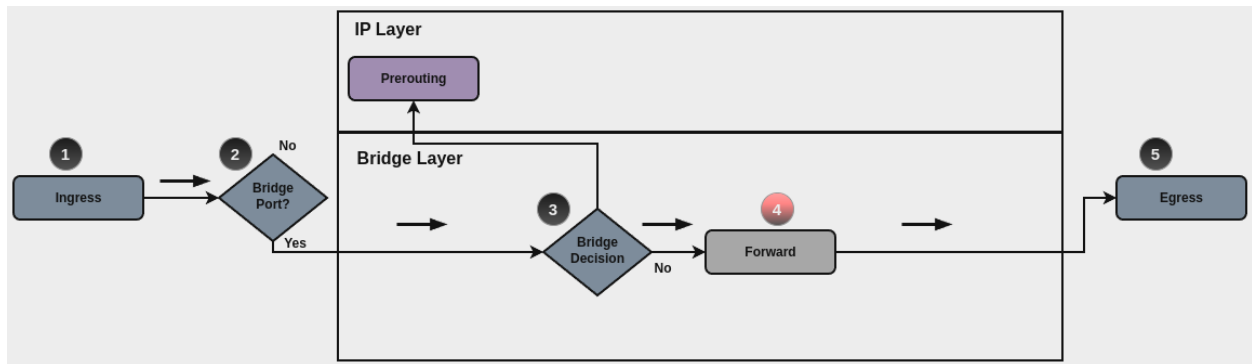 IP Layer
Prerouting
1
2
No
Bridge Layer
5
Ingress
Bridge
Port?
Egress
3
4
Yes
Bridge
Decision
Forward
No